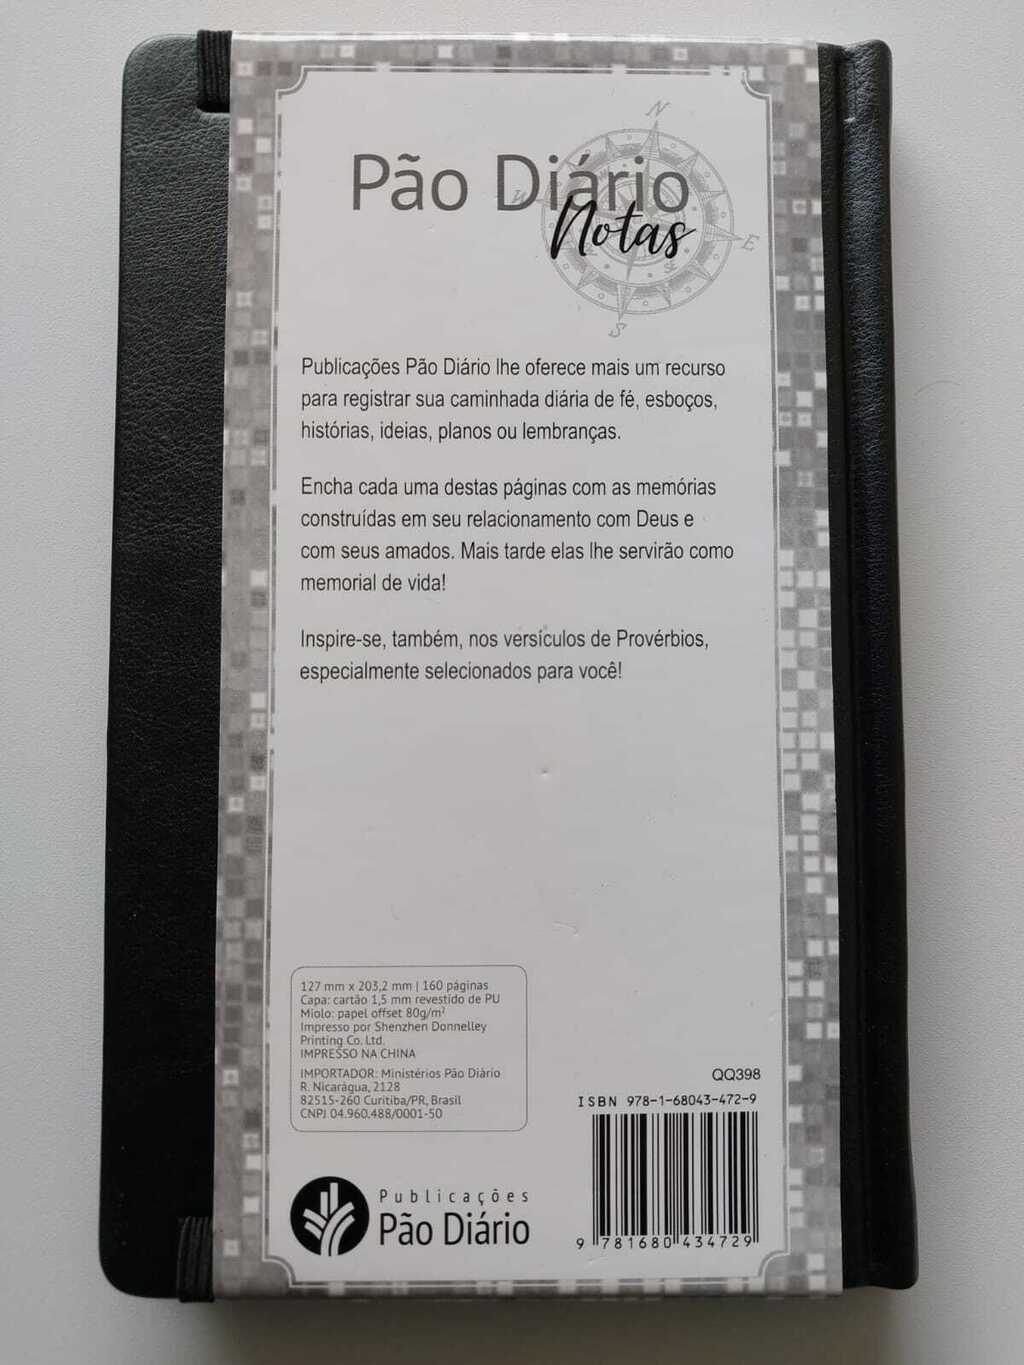 N
Pão Diário
Notas
W
E
SE
S
Publicações Pão Diário lhe oferece mais um recurso
para registrar sua caminhada diária de fé, esboços,
histórias, ideias, planos ou lembranças.
Encha cada uma destas páginas com as memórias
construídas em seu relacionamento com Deus e
com seus amados. Mais tarde elas lhe servirão como
memorial de vida!
Inspire-se, também, nos versículos de Provérbios,
especialmente selecionados para você!
127 mm x 203,2 mm | 160 páginas
Capa: cartão 1,5 mm revestido de PU
Miolo: papel offset 80g/m²
Impresso por Shenzhen Donnelley
Printing Co. Ltd.
IMPRESSO NA CHINA
IMPORTADOR: Ministérios Pão Diário
R. Nicarágua, 2128
82515-260 Curitiba/PR, Brasil
CNPJ 04.960.488/0001-50
QQ398
ISBN 978-1-68043-472-9
9 781680 434729
Publicações
Pão Diário